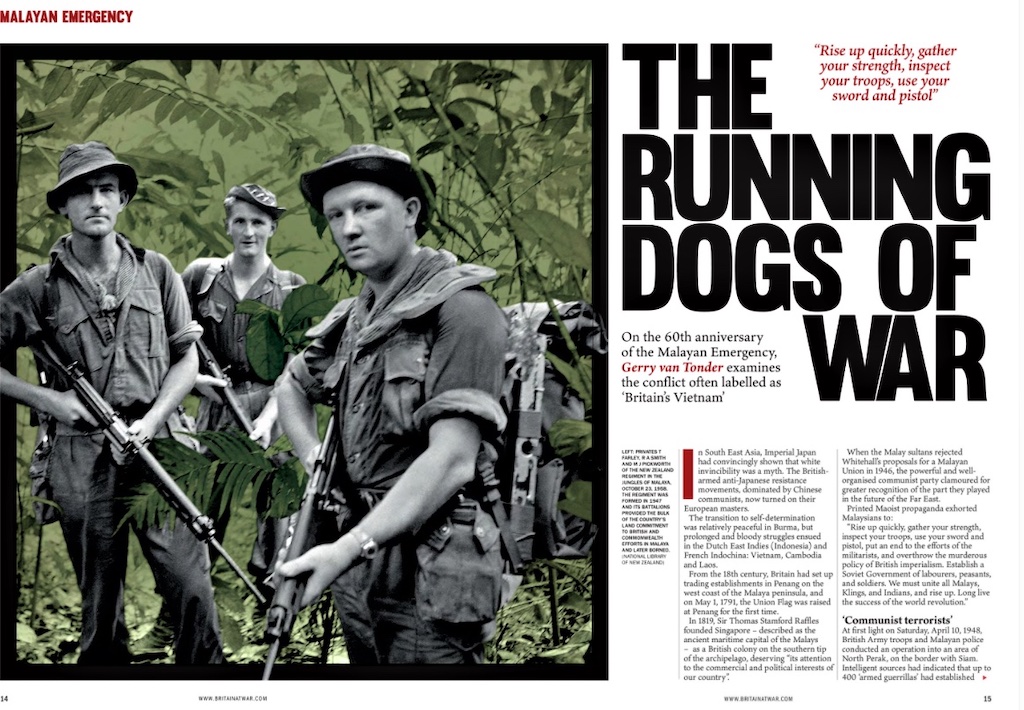 MALAYAN EMERGENCY
THE
RUNNING
DOGS OF
WAR
“Rise up quickly, gather
your strength, inspect
your troops, use your
sword and pistol”
On the 60th anniversary
of the Malayan Emergency,
Gerry van Tonder examines
the conflict often labelled as
‘Britain’s Vietnam’
LEFT: PRIVATES T
FARLEY, R A SMITH
AND M J PICKWORTH
OF THE NEW ZEALAND
REGIMENT IN THE
JUNGLES OF MALAYA,
OCTOBER 23, 1958.
THE REGIMENT WAS
FORMED IN 1947
AND ITS BATTALIONS
PROVIDED THE BULK
OF THE COUNTRY'S
LAND COMMITMENT
TO BRITISH AND
COMMONWEALTH
EFFORTS IN MALAYA
AND LATER BORNEO.
(NATIONAL LIBRARY
OF NEW ZEALAND)
In South East Asia, Imperial Japan
had convincingly shown that white
invincibility was a myth. The British-
armed anti-Japanese resistance
movements, dominated by Chinese
communists, now turned on their
European masters.
The transition to self-determination
was relatively peaceful in Burma, but
prolonged and bloody struggles ensued
in the Dutch East Indies (Indonesia) and
French Indochina: Vietnam, Cambodia
and Laos.
From the 18th century, Britain had set up
trading establishments in Penang on the
west coast of the Malaya peninsula, and
on May 1, 1791, the Union Flag was raised
at Penang for the first time.
In 1819, Sir Thomas Stamford Raffles
founded Singapore – described as the
ancient maritime capital of the Malays
– as a British colony on the southern tip
of the archipelago, deserving “its attention
to the commercial and political interests of
our country”.
When the Malay sultans rejected
Whitehall's proposals for a Malayan
Union in 1946, the powerful and well-
organised communist party clamoured for
greater recognition of the part they played
in the future of the Far East.
Printed Maoist propaganda exhorted
Malaysians to:
“Rise up quickly, gather your strength,
inspect your troops, use your sword and
pistol, put an end to the efforts of the
militarists, and overthrow the murderous
policy of British imperialism. Establish a
Soviet Government of labourers, peasants,
and soldiers. We must unite all Malays,
Klings, and Indians, and rise up. Long live
the success of the world revolution.”
‘Communist terrorists’
At first light on Saturday, April 10, 1948,
British Army troops and Malayan police
conducted an operation into an area of
North Perak, on the border with Siam.
Intelligent sources had indicated that up to
400 ‘armed guerrillas’ had established
14
WWW.BRITAINATWAR.COM
WWW.BRITAINATWAR.COM
15